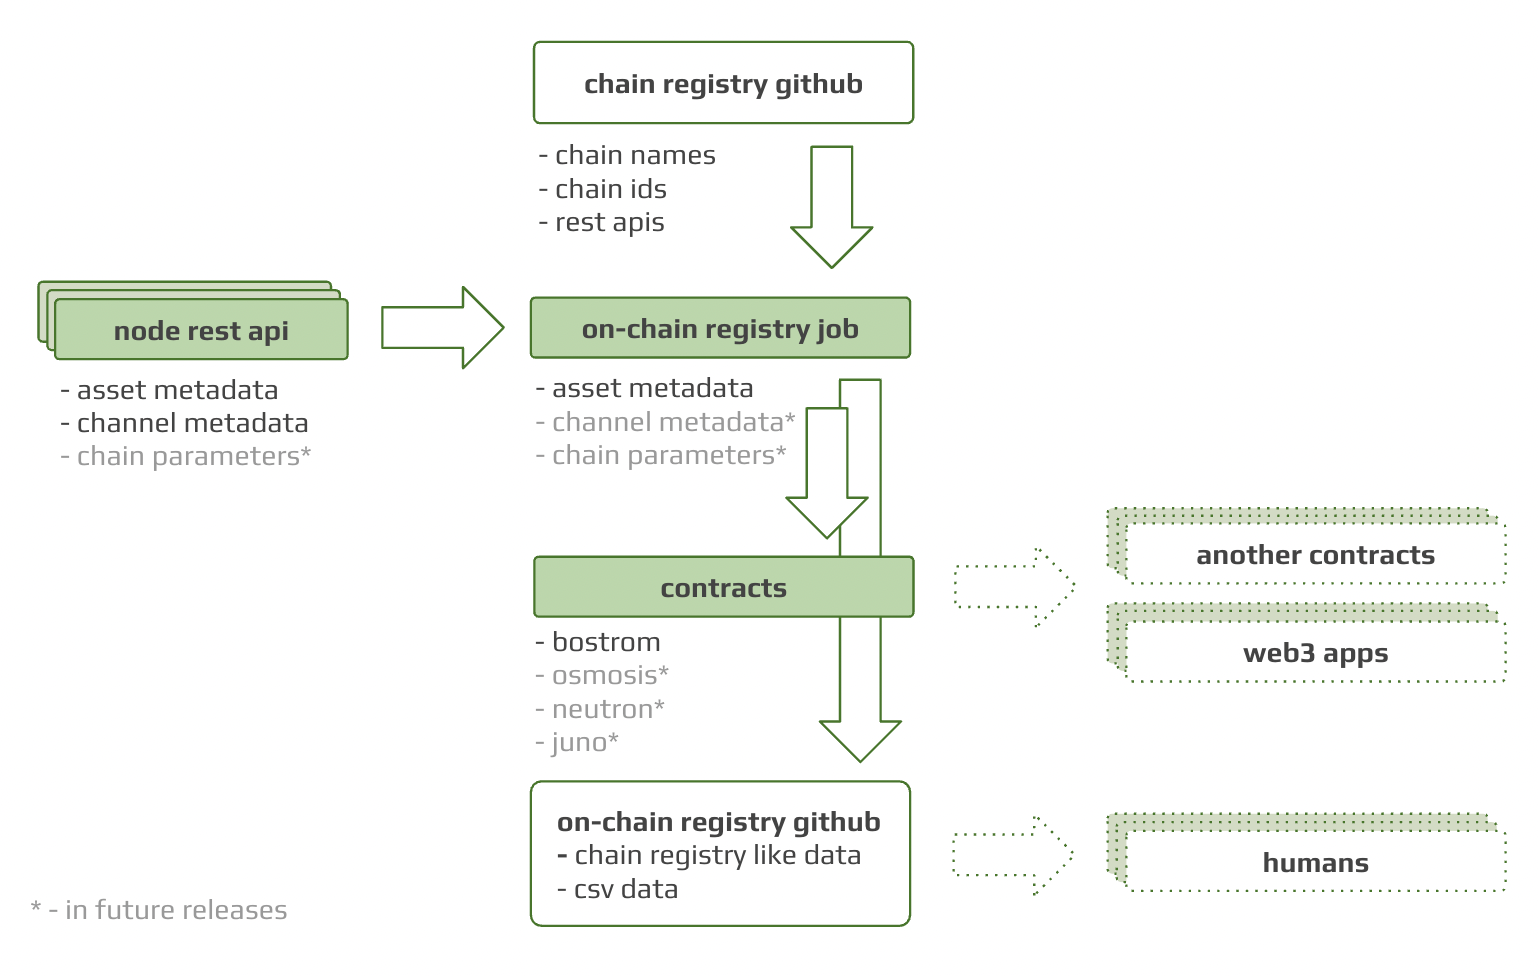 chain registry github
- chain names
- chain ids
- rest apis
node rest api
- asset metadata
- channel metadata
- chain parameters*
on-chain registry job
- asset metadata
- channel metadata*
- chain parameters*
contracts
- bostrom
- osmosis*
- neutron*
- juno*
another contracts
web3 apps
on-chain registry github
- chain registry like data
- csv data
humans
* - in future releases